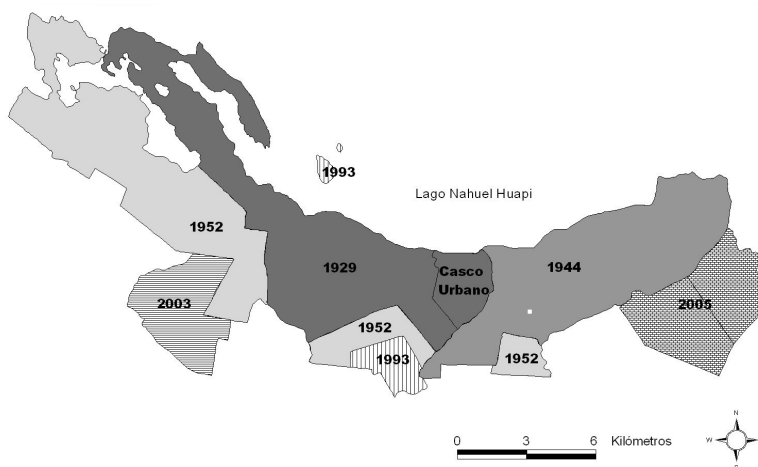 1993
Lago Nahuel Huapi
1952
1929
Casco
Urbano
1944
2003
2005
1952
1993
1952
0 3 6 Kilómetros
N
W
S